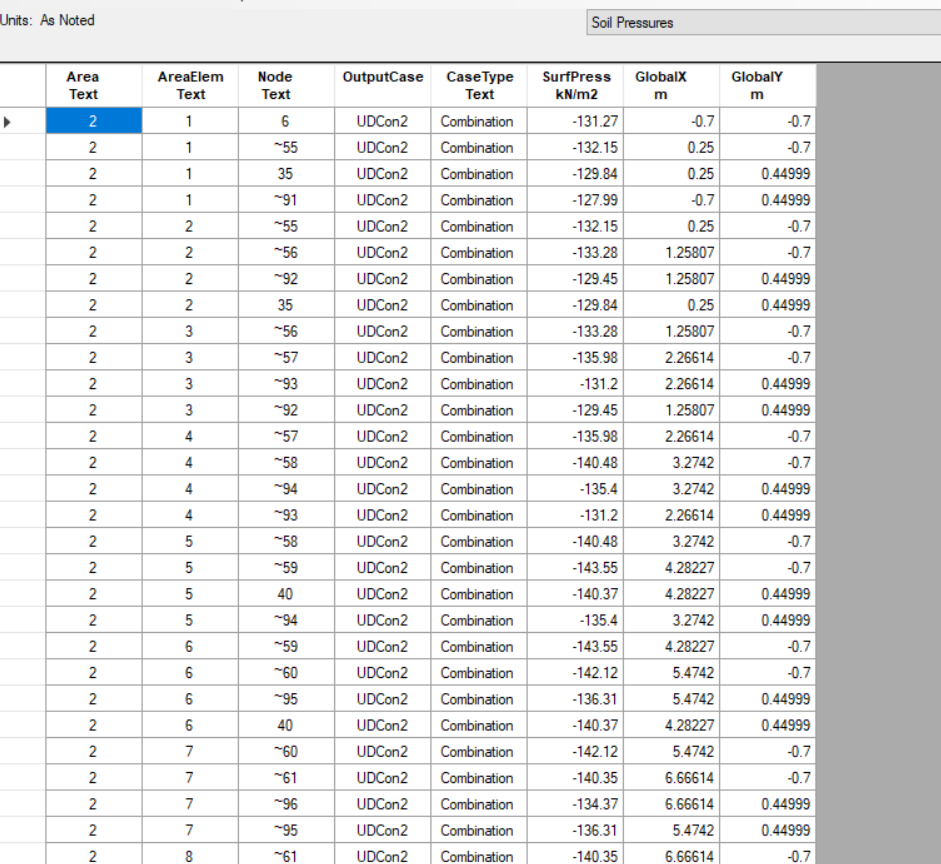 Units: As Noted
Soil Pressures
Area AreaElem Node OutputCase CaseType SurfPress GlobalX GlobalY
Text Text Text Text kN/m2 m m
2 1 6 UDCon2 Combination -131.27 -0.7 -0.7
2 1 ~55 UDCon2 Combination -132.15 0.25 -0.7
2 1 35 UDCon2 Combination -129.84 0.25 0.44999
2 1 ~91 UDCon2 Combination -127.99 -0.7 0.44999
2 2 ~55 UDCon2 Combination -132.15 0.25 -0.7
2 2 ~56 UDCon2 Combination -133.28 1.25807 -0.7
2 2 ~92 UDCon2 Combination -129.45 1.25807 0.44999
2 2 35 UDCon2 Combination -129.84 0.25 0.44999
2 3 ~56 UDCon2 Combination -133.28 1.25807 -0.7
2 3 ~57 UDCon2 Combination -135.98 2.26614 -0.7
2 3 ~93 UDCon2 Combination -131.2 2.26614 0.44999
2 3 ~92 UDCon2 Combination -129.45 1.25807 0.44999
2 4 ~57 UDCon2 Combination -135.98 2.26614 -0.7
2 4 ~58 UDCon2 Combination -140.48 3.2742 -0.7
2 4 ~94 UDCon2 Combination -135.4 3.2742 0.44999
2 4 ~93 UDCon2 Combination -131.2 2.26614 0.44999
2 5 ~58 UDCon2 Combination -140.48 3.2742 -0.7
2 5 ~59 UDCon2 Combination -143.55 4.28227 -0.7
2 5 40 UDCon2 Combination -140.37 4.28227 0.44999
2 5 ~94 UDCon2 Combination -135.4 3.2742 0.44999
2 6 ~59 UDCon2 Combination -143.55 4.28227 -0.7
2 6 ~60 UDCon2 Combination -142.12 5.4742 -0.7
2 6 ~95 UDCon2 Combination -136.31 5.4742 0.44999
2 6 40 UDCon2 Combination -140.37 4.28227 0.44999
2 7 ~60 UDCon2 Combination -142.12 5.4742 -0.7
2 7 ~61 UDCon2 Combination -140.35 6.66614 -0.7
2 7 ~96 UDCon2 Combination -134.37 6.66614 0.44999
2 7 ~95 UDCon2 Combination -136.31 5.4742 0.44999
2 8 ~61 UDCon2 Combination -140.35 6.66614 -0.7